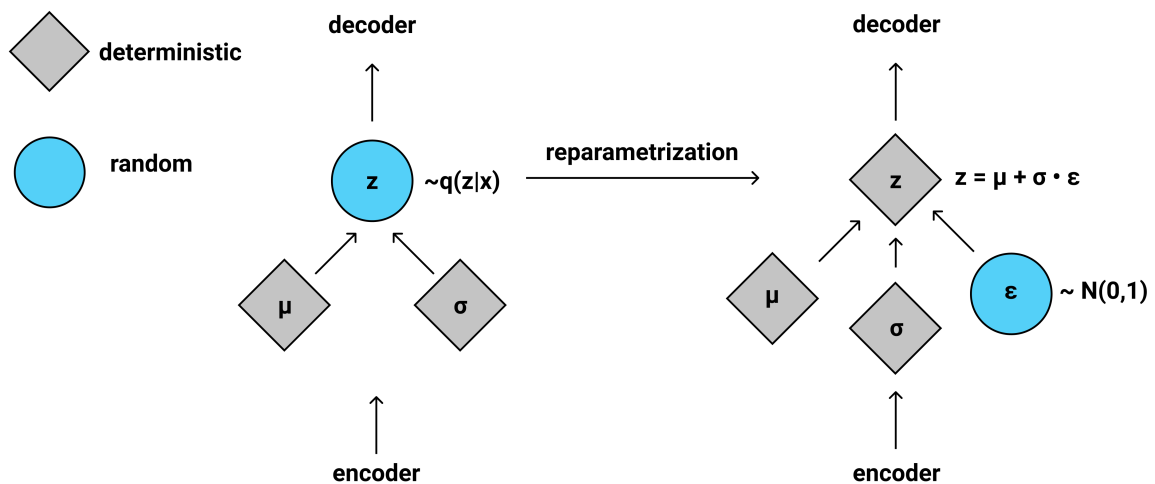 deterministic
random
decoder
z
~q(z|x)
μ
σ
encoder
reparametrization
decoder
z
z = μ + σ • ε
μ
σ
ε
~ N(0,1)
encoder